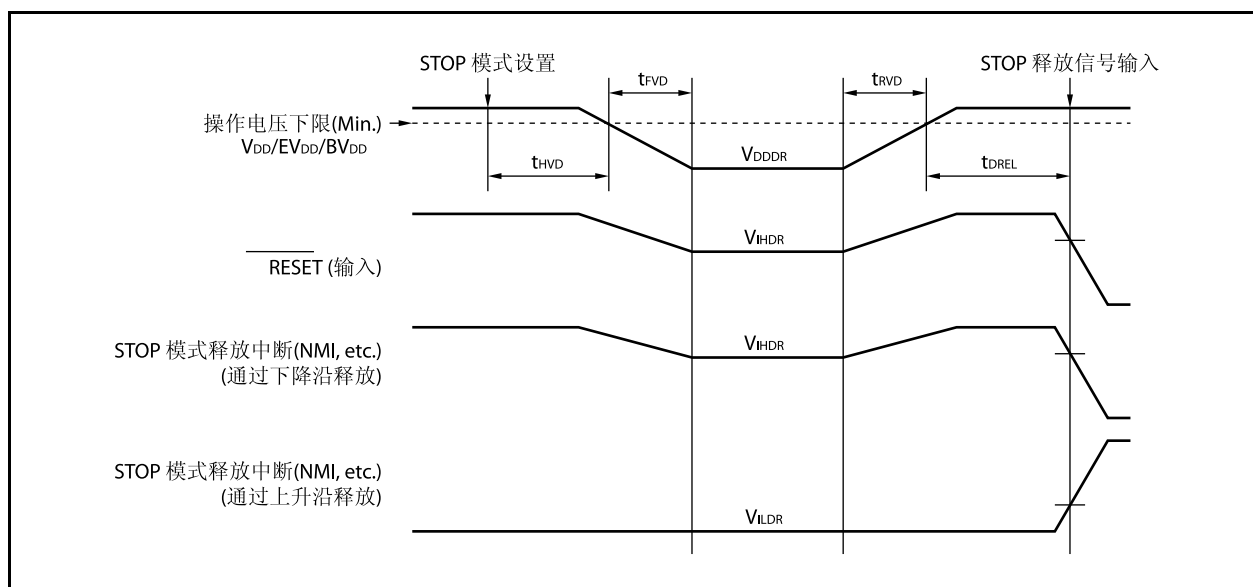 STOP 模式设置
STOP 释放信号输入
tFVD
tRVD
操作电压下限(Min.)
VDD/EVDD/BVDD
tHVD
VDDDR
tDREL
VIHDR
RESET (输入)
STOP 模式释放中断(NMI, etc.)
(通过下降沿释放)
VIHDR
STOP 模式释放中断(NMI, etc.)
(通过上升沿释放)
VILDR